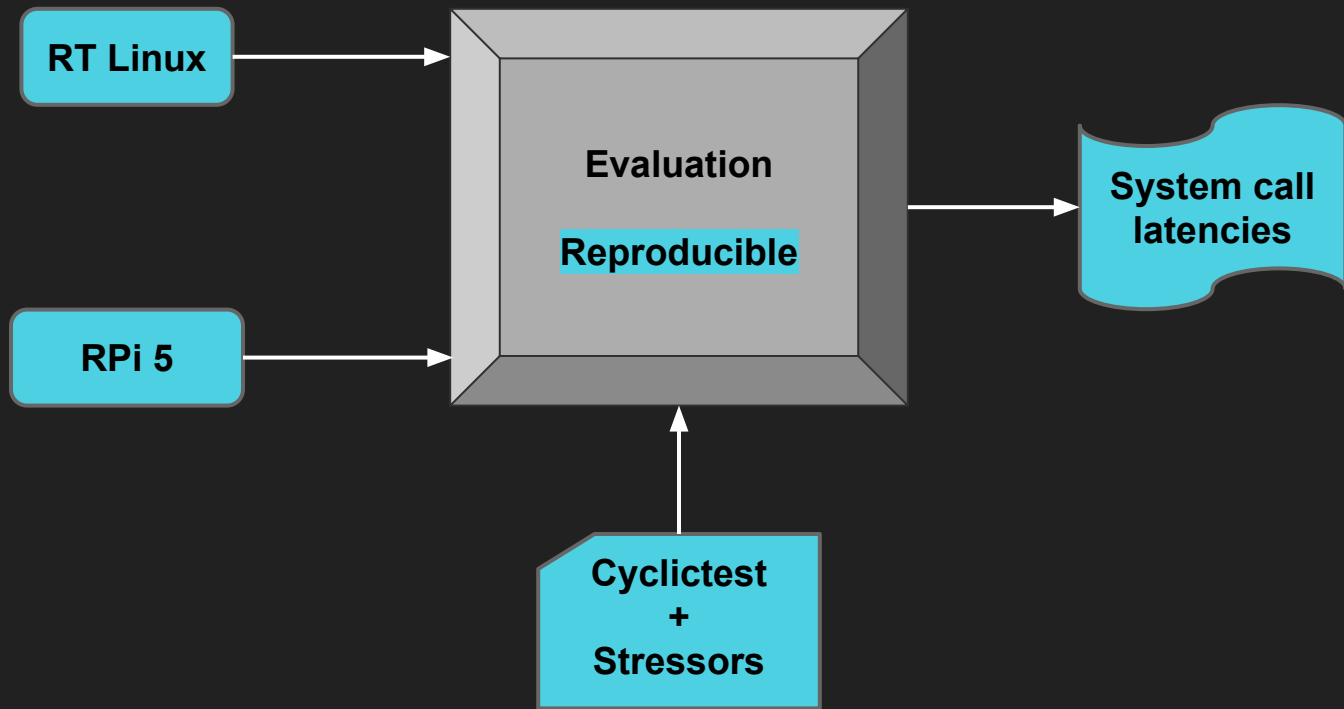 RT Linux
Evaluation
Reproducible
System call
latencies
RPi 5
Cyclictest
+
Stressors